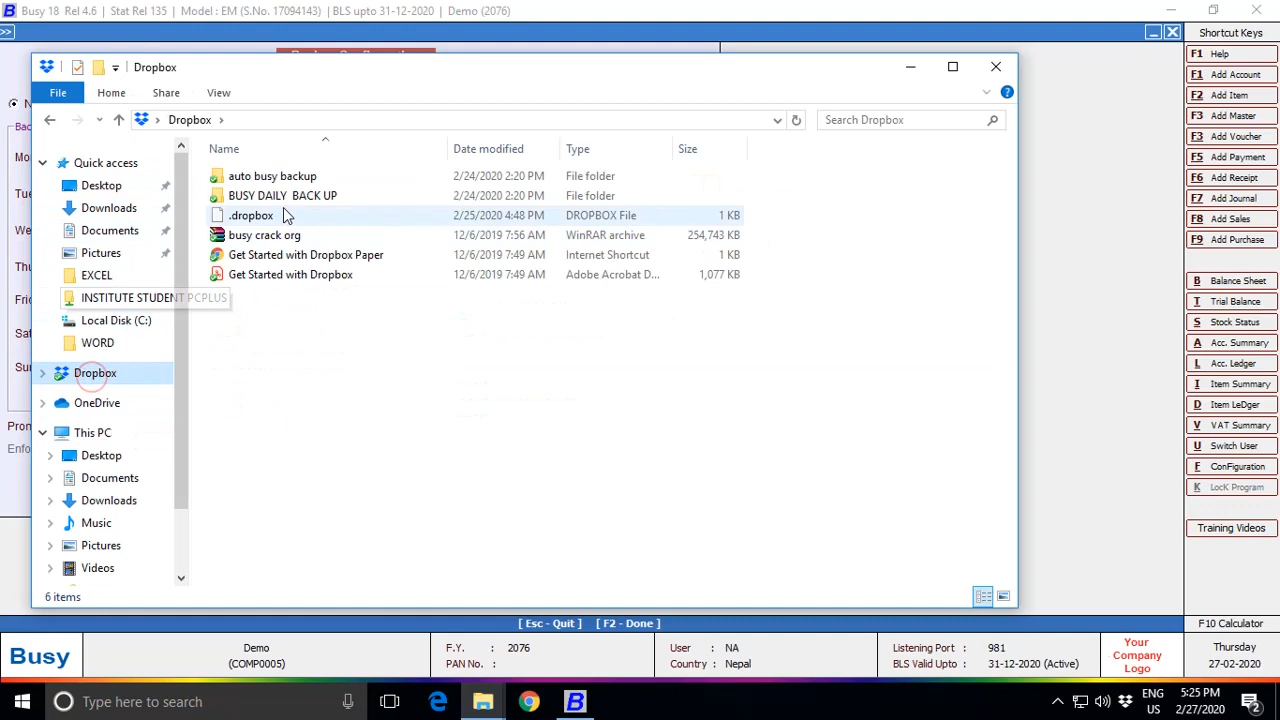 Busy 18 Rel 4.6 | Stat Rel 135 | Model : EM (S.No. 17094143) | BLS upto 31-12-2020 | Demo (2076)
>>
Shortcut Keys
Dropbox
File Home Share View
Dropbox
Search Dropbox
Name Date modified Type Size
auto busy backup 2/24/2020 2:20 PM File folder
BUSY DAILY BACK UP 2/24/2020 2:20 PM File folder
.dropbox 2/25/2020 4:48 PM DROPBOX File 1 KB
busy crack org 12/6/2019 7:56 AM WinRAR archive 254,743 KB
Get Started with Dropbox Paper 12/6/2019 7:49 AM Internet Shortcut 1 KB
Get Started with Dropbox 12/6/2019 7:49 AM Adobe Acrobat D... 1,077 KB
Quick access
Desktop
Downloads
Documents
Pictures
EXCEL
INSTITUTE STUDENT PCPLUS
Local Disk (C:)
WORD
Dropbox
OneDrive
This PC
Desktop
Documents
Downloads
Music
Pictures
Videos
6 items
F1 Help
F1 Add Account
F2 Add Item
F3 Add Master
F3 Add Voucher
F5 Add Payment
F6 Add Receipt
F7 Add Journal
F8 Add Sales
F9 Add Purchase
B Balance Sheet
T Trial Balance
S Stock Status
A Acc. Summary
L Acc. Ledger
I Item Summary
D Item LeDger
V VAT Summary
U Switch User
F Configuration
K LocK Program
Training Videos
F10 Calculator
[ Esc - Quit ] [ F2 - Done ]
Busy
Demo
(COMP0005)
F.Y. : 2076
PAN No. :
User : NA
Country : Nepal
Listening Port : 981
BLS Valid Upto : 31-12-2020 (Active)
Your
Company
Logo
Thursday
27-02-2020
Type here to search
ENG
US
5:25 PM
2/27/2020
2